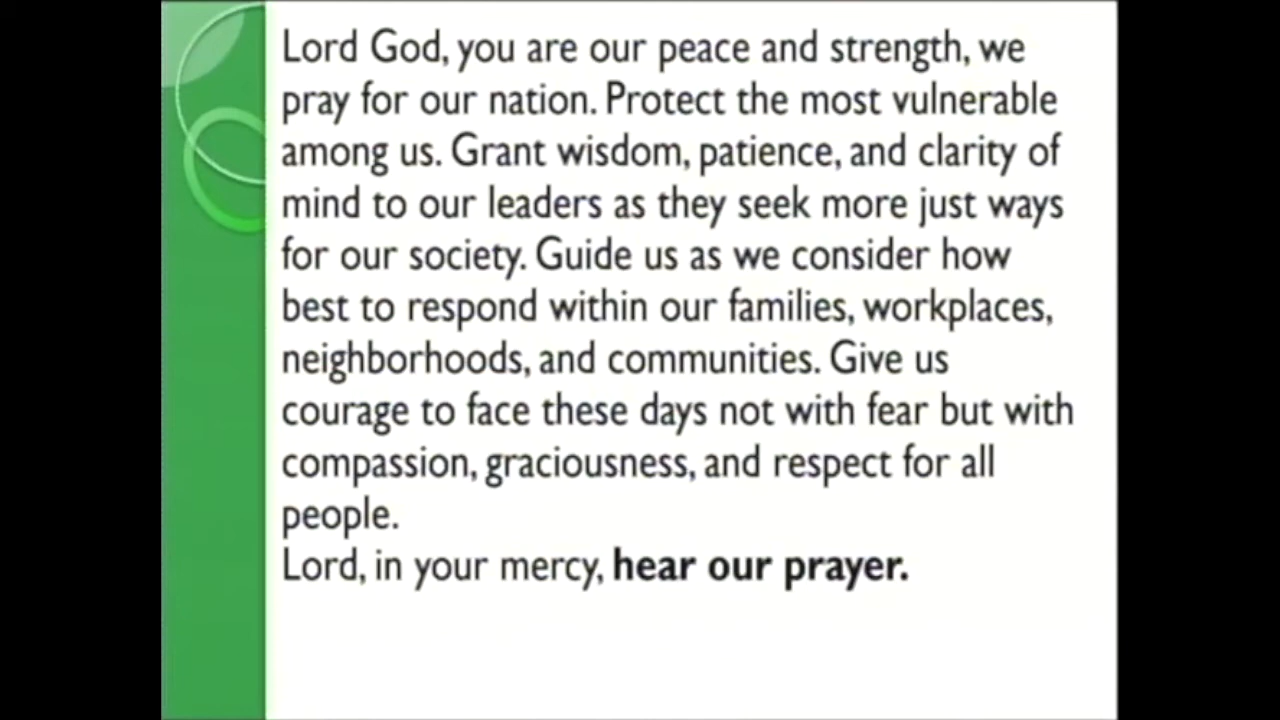 Lord God, you are our peace and strength, we
pray for our nation. Protect the most vulnerable
among us. Grant wisdom, patience, and clarity of
mind to our leaders as they seek more just ways
for our society. Guide us as we consider how
best to respond within our families, workplaces,
neighborhoods, and communities. Give us
courage to face these days not with fear but with
compassion, graciousness, and respect for all
people.
Lord, in your mercy, hear our prayer.